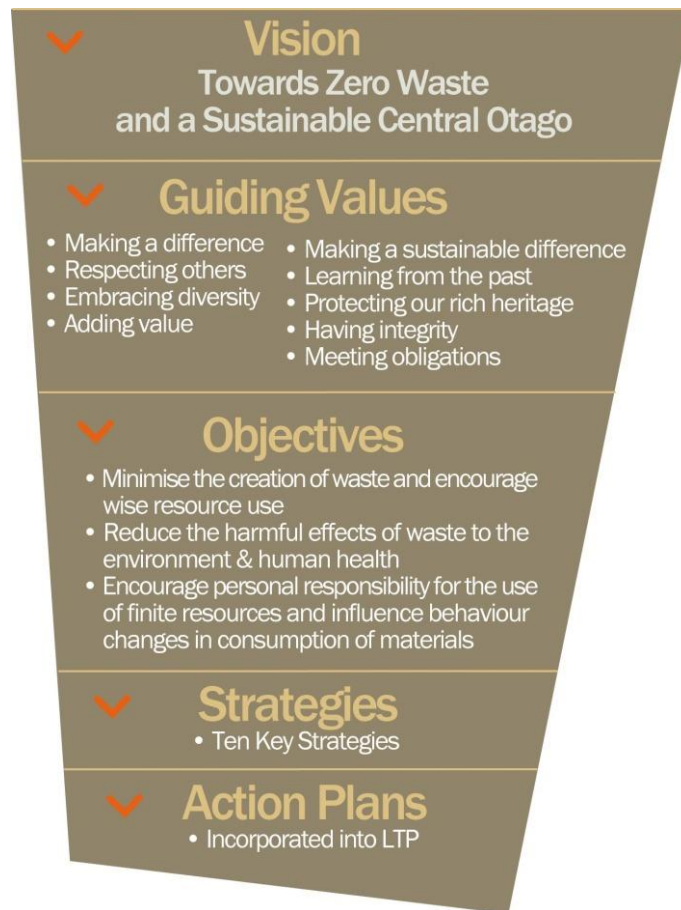 Vision
Towards Zero Waste
and a Sustainable Central Otago
Guiding Values
• Making a difference
• Respecting others
• Embracing diversity
• Adding value
• Making a sustainable difference
• Learning from the past
• Protecting our rich heritage
• Having integrity
• Meeting obligations
Objectives
• Minimise the creation of waste and encourage
wise resource use
• Reduce the harmful effects of waste to the
environment & human health
• Encourage personal responsibility for the use
of finite resources and influence behaviour
changes in consumption of materials
Strategies
• Ten Key Strategies
Action Plans
• Incorporated into LTP